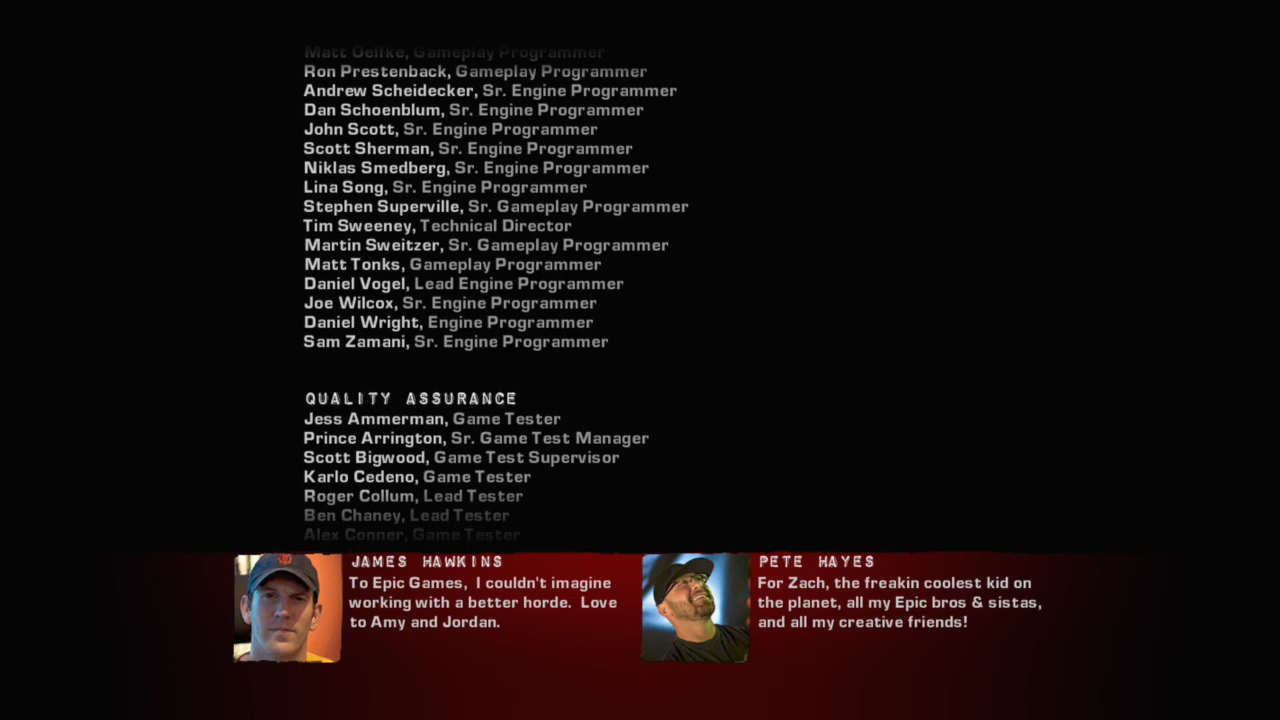 Matt Oelfke, Gameplay Programmer
Ron Prestenback, Gameplay Programmer
Andrew Scheidecker, Sr. Engine Programmer
Dan Schoenblum, Sr. Engine Programmer
John Scott, Sr. Engine Programmer
Scott Sherman, Sr. Engine Programmer
Niklas Smedberg, Sr. Engine Programmer
Lina Song, Sr. Engine Programmer
Stephen Superville, Sr. Gameplay Programmer
Tim Sweeney, Technical Director
Martin Sweitzer, Sr. Gameplay Programmer
Matt Tonks, Gameplay Programmer
Daniel Vogel, Lead Engine Programmer
Joe Wilcox, Sr. Engine Programmer
Daniel Wright, Engine Programmer
Sam Zamani, Sr. Engine Programmer
QUALITY ASSURANCE
Jess Ammerman, Game Tester
Prince Arrington, Sr. Game Test Manager
Scott Bigwood, Game Test Supervisor
Karlo Cedeno, Game Tester
Roger Collum, Lead Tester
Ben Chaney, Lead Tester
Alex Conner, Game Tester
JAMES HAWKINS
To Epic Games, I couldn't imagine
working with a better horde. Love
to Amy and Jordan.
PETE HAYES
For Zach, the freakin coolest kid on
the planet, all my Epic bros & sistas,
and all my creative friends!